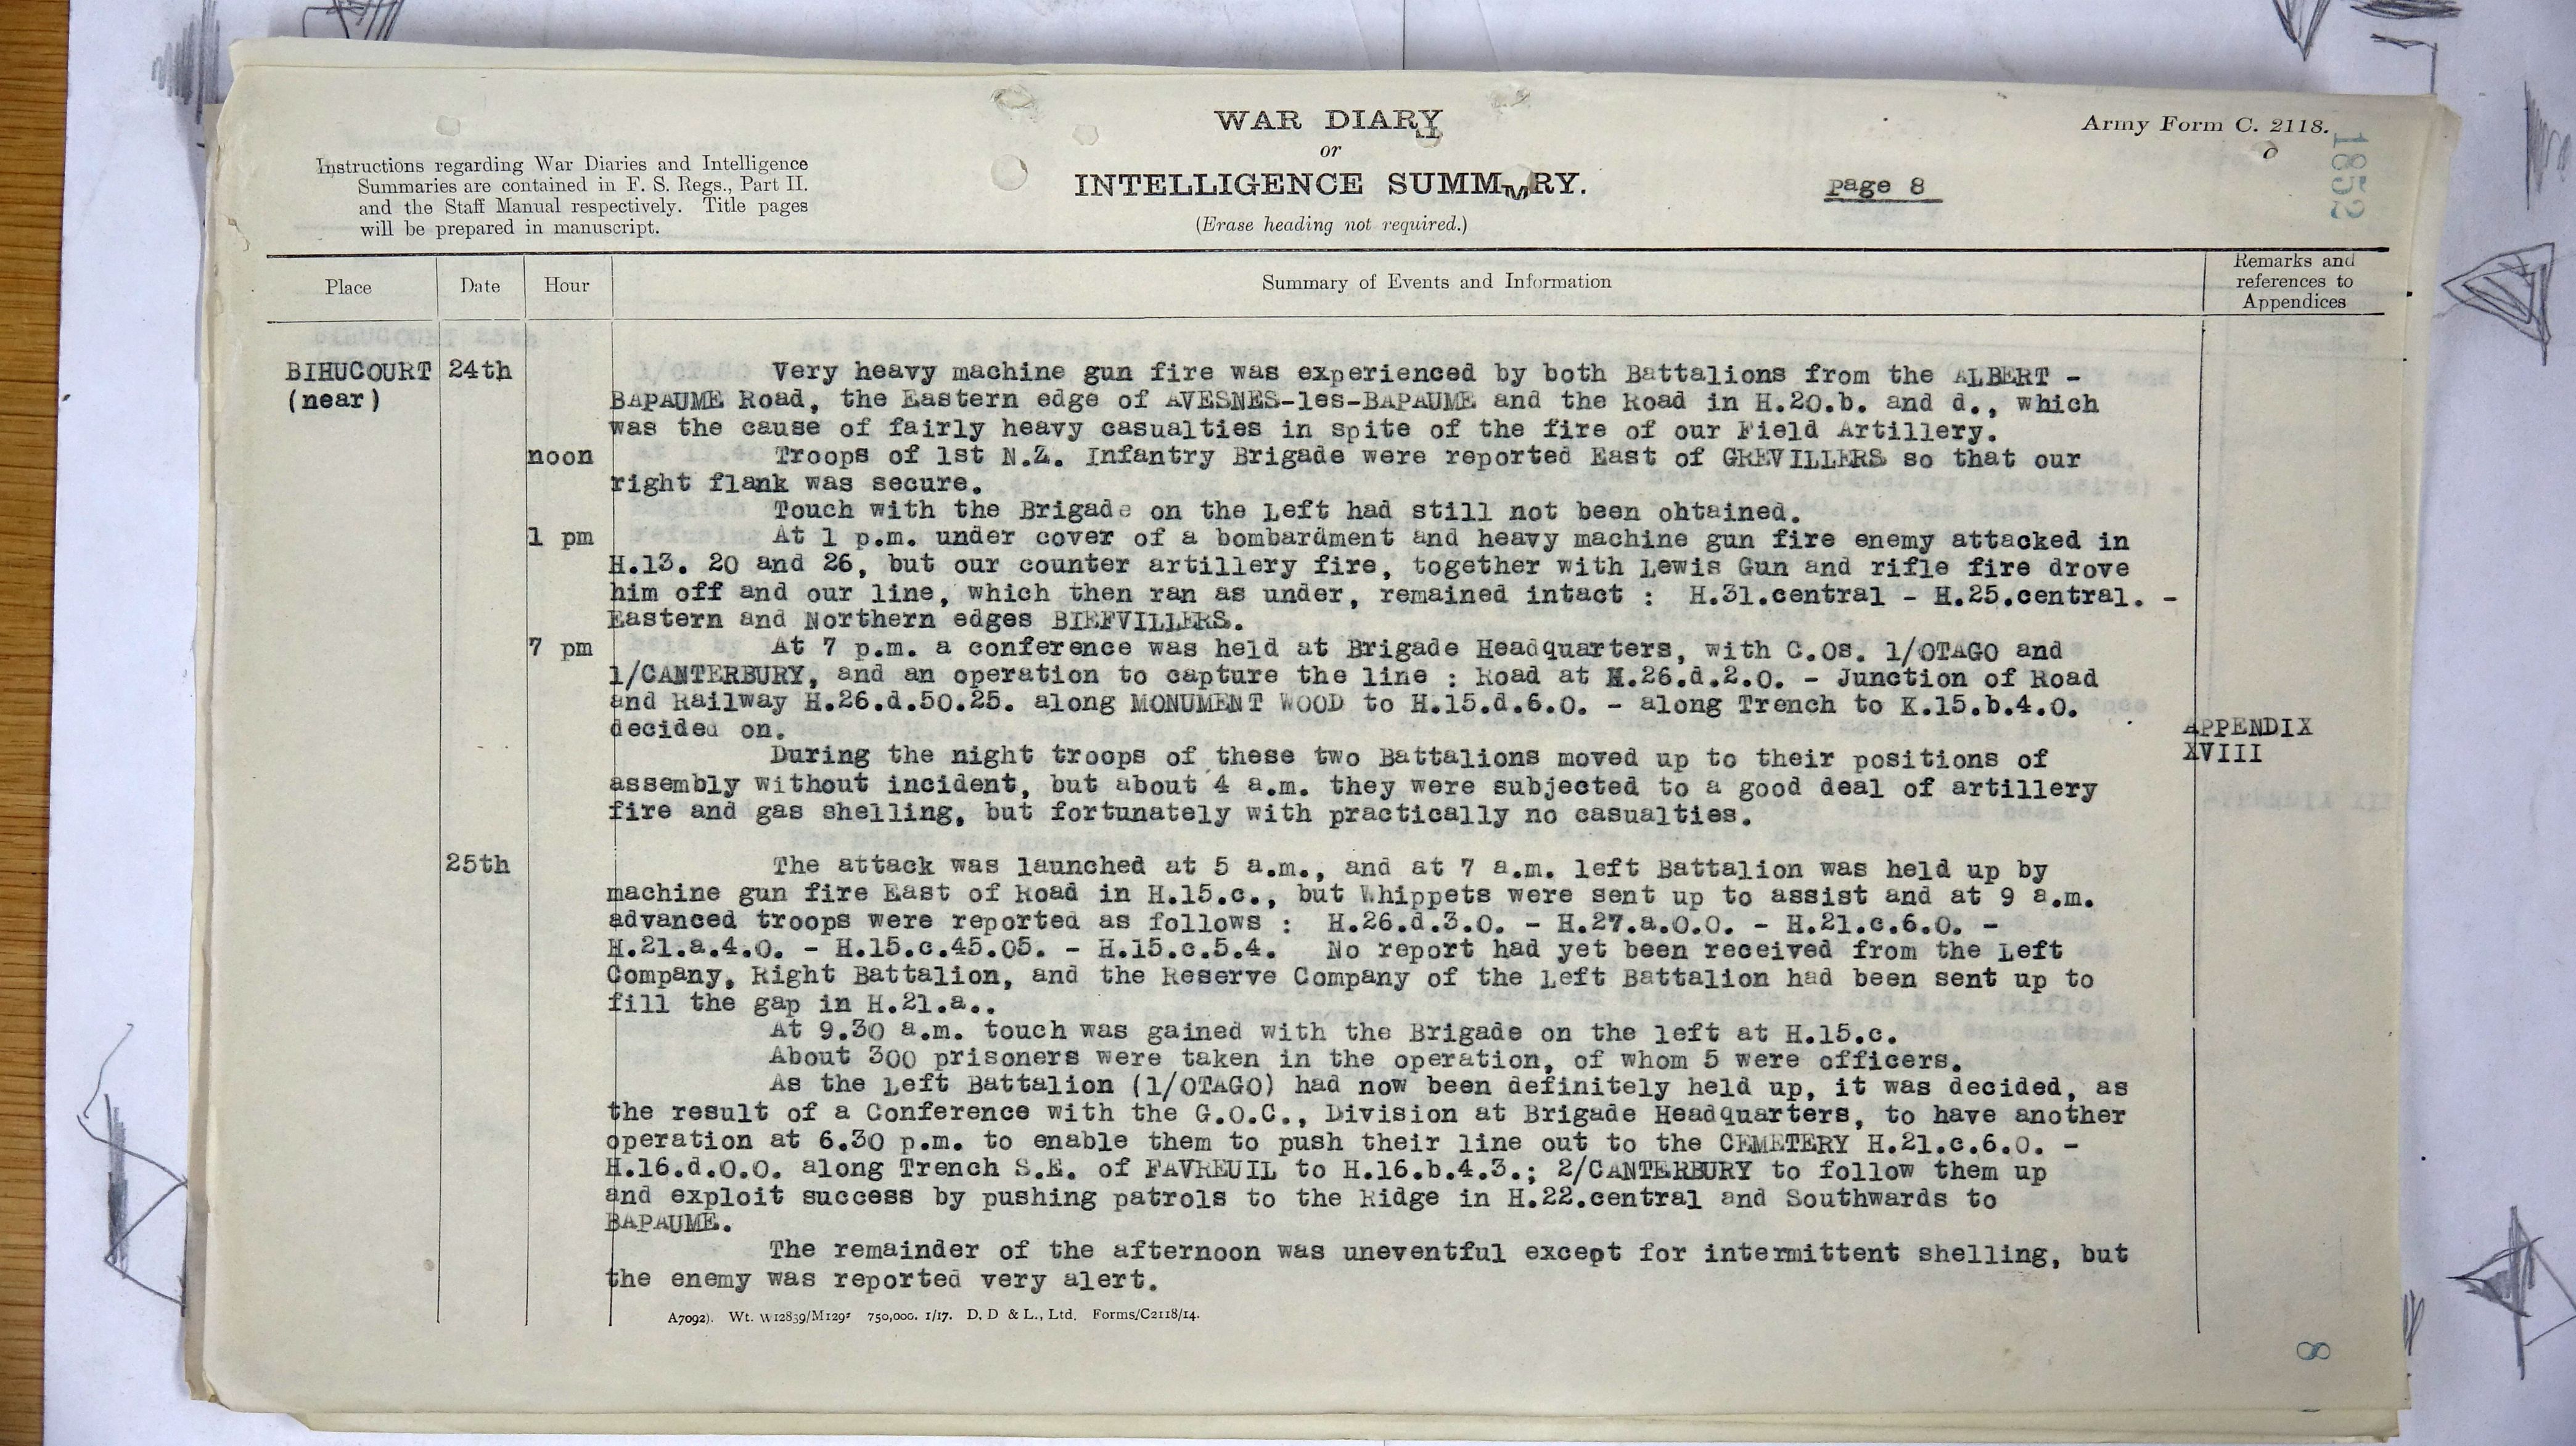 WAR DIARY
or
INTELLIGENCE SUMMARY.
(Erase heading not required.)
Army Form C. 2118.
1852
page 8
Instructions regarding War Diaries and Intelligence
Summaries are contained in F. S. Regs., Part II.
and the Staff Manual respectively. Title pages
will be prepared in manuscript.
Place Date Hour Summary of Events and Information Remarks and
references to
Appendices
BIHUCOURT 24th Very heavy machine gun fire was experienced by both Battalions from the ALBERT -
(near) BAPAUME Road, the Eastern edge of AVESNES-les-BAPAUME and the Road in H.20.b. and d., which
was the cause of fairly heavy casualties in spite of the fire of our Field Artillery.
noon Troops of 1st N.Z. Infantry Brigade were reported East of GREVILLERS so that our
right flank was secure.
Touch with the Brigade on the Left had still not been ohtained.
1 pm At 1 p.m. under cover of a bombardment and heavy machine gun fire enemy attacked in
H.13. 20 and 26, but our counter artillery fire, together with Lewis Gun and rifle fire drove
him off and our line, which then ran as under, remained intact : H.31.central - H.25.central. -
Eastern and Northern edges BIEFVILLERS.
7 pm At 7 p.m. a conference was held at Brigade Headquarters, with C.Os. 1/OTAGO and
1/CANTERBURY, and an operation to capture the line : Road at H.26.d.2.0. - Junction of Road
and Railway H.26.d.50.25. along MONUMENT WOOD to H.15.d.6.0. - along Trench to K.15.b.4.0.
decided on. APPENDIX
During the night troops of these two Battalions moved up to their positions of XVIII
assembly without incident, but about 4 a.m. they were subjected to a good deal of artillery
fire and gas shelling, but fortunately with practically no casualties.
25th The attack was launched at 5 a.m., and at 7 a.m. left Battalion was held up by
machine gun fire East of Road in H.15.c., but Whippets were sent up to assist and at 9 a.m.
advanced troops were reported as follows : H.26.d.3.0. - H.27.a.0.0. - H.21.c.6.0. -
H.21.a.4.0. - H.15.c.45.05. - H.15.c.5.4. No report had yet been received from the Left
Company, Right Battalion, and the Reserve Company of the Left Battalion had been sent up to
fill the gap in H.21.a..
At 9.30 a.m. touch was gained with the Brigade on the left at H.15.c.
About 300 prisoners were taken in the operation, of whom 5 were officers.
As the Left Battalion (1/OTAGO) had now been definitely held up, it was decided, as
the result of a Conference with the G.O.C., Division at Brigade Headquarters, to have another
operation at 6.30 p.m. to enable them to push their line out to the CEMETERY H.21.c.6.0. -
H.16.d.0.0. along Trench S.E. of FAVREUIL to H.16.b.4.3.; 2/CANTERBURY to follow them up
and exploit success by pushing patrols to the Ridge in H.22.central and Southwards to
BAPAUME.
The remainder of the afternoon was uneventful except for intermittent shelling, but
the enemy was reported very alert.
A7092). Wt. W12839/M129 750,000. 1/17. D. D & L., Ltd. Forms/C2118/14.
8